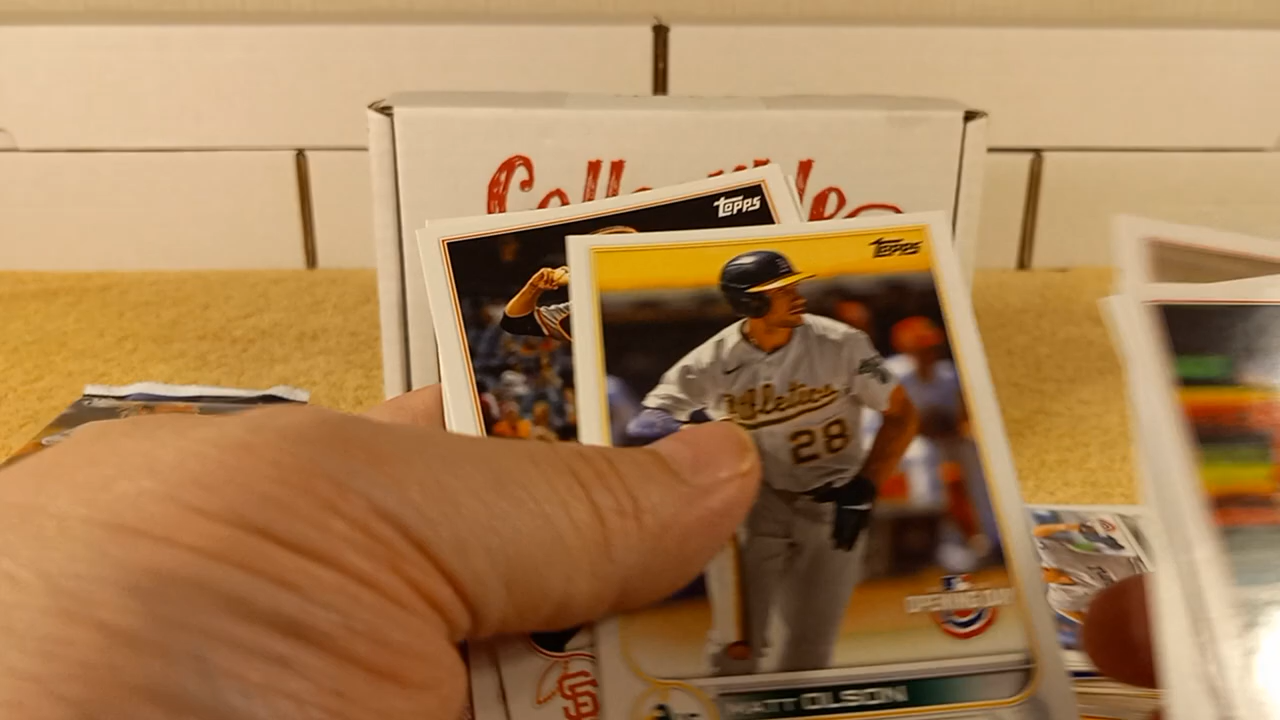 TOPPS
TOPPS
Athletics
28
OPENING DAY
MATT OLSON
SF